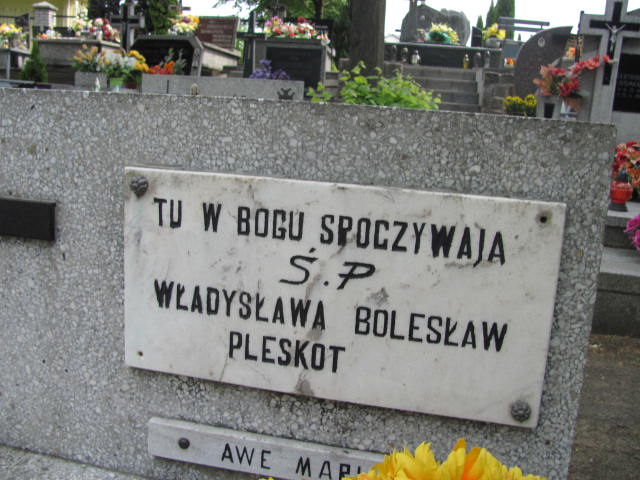 TU W BOGU SPOCZYWAJĄ
Ś.P
WŁADYSŁAWA BOLESŁAW
PLESKOT
AWE